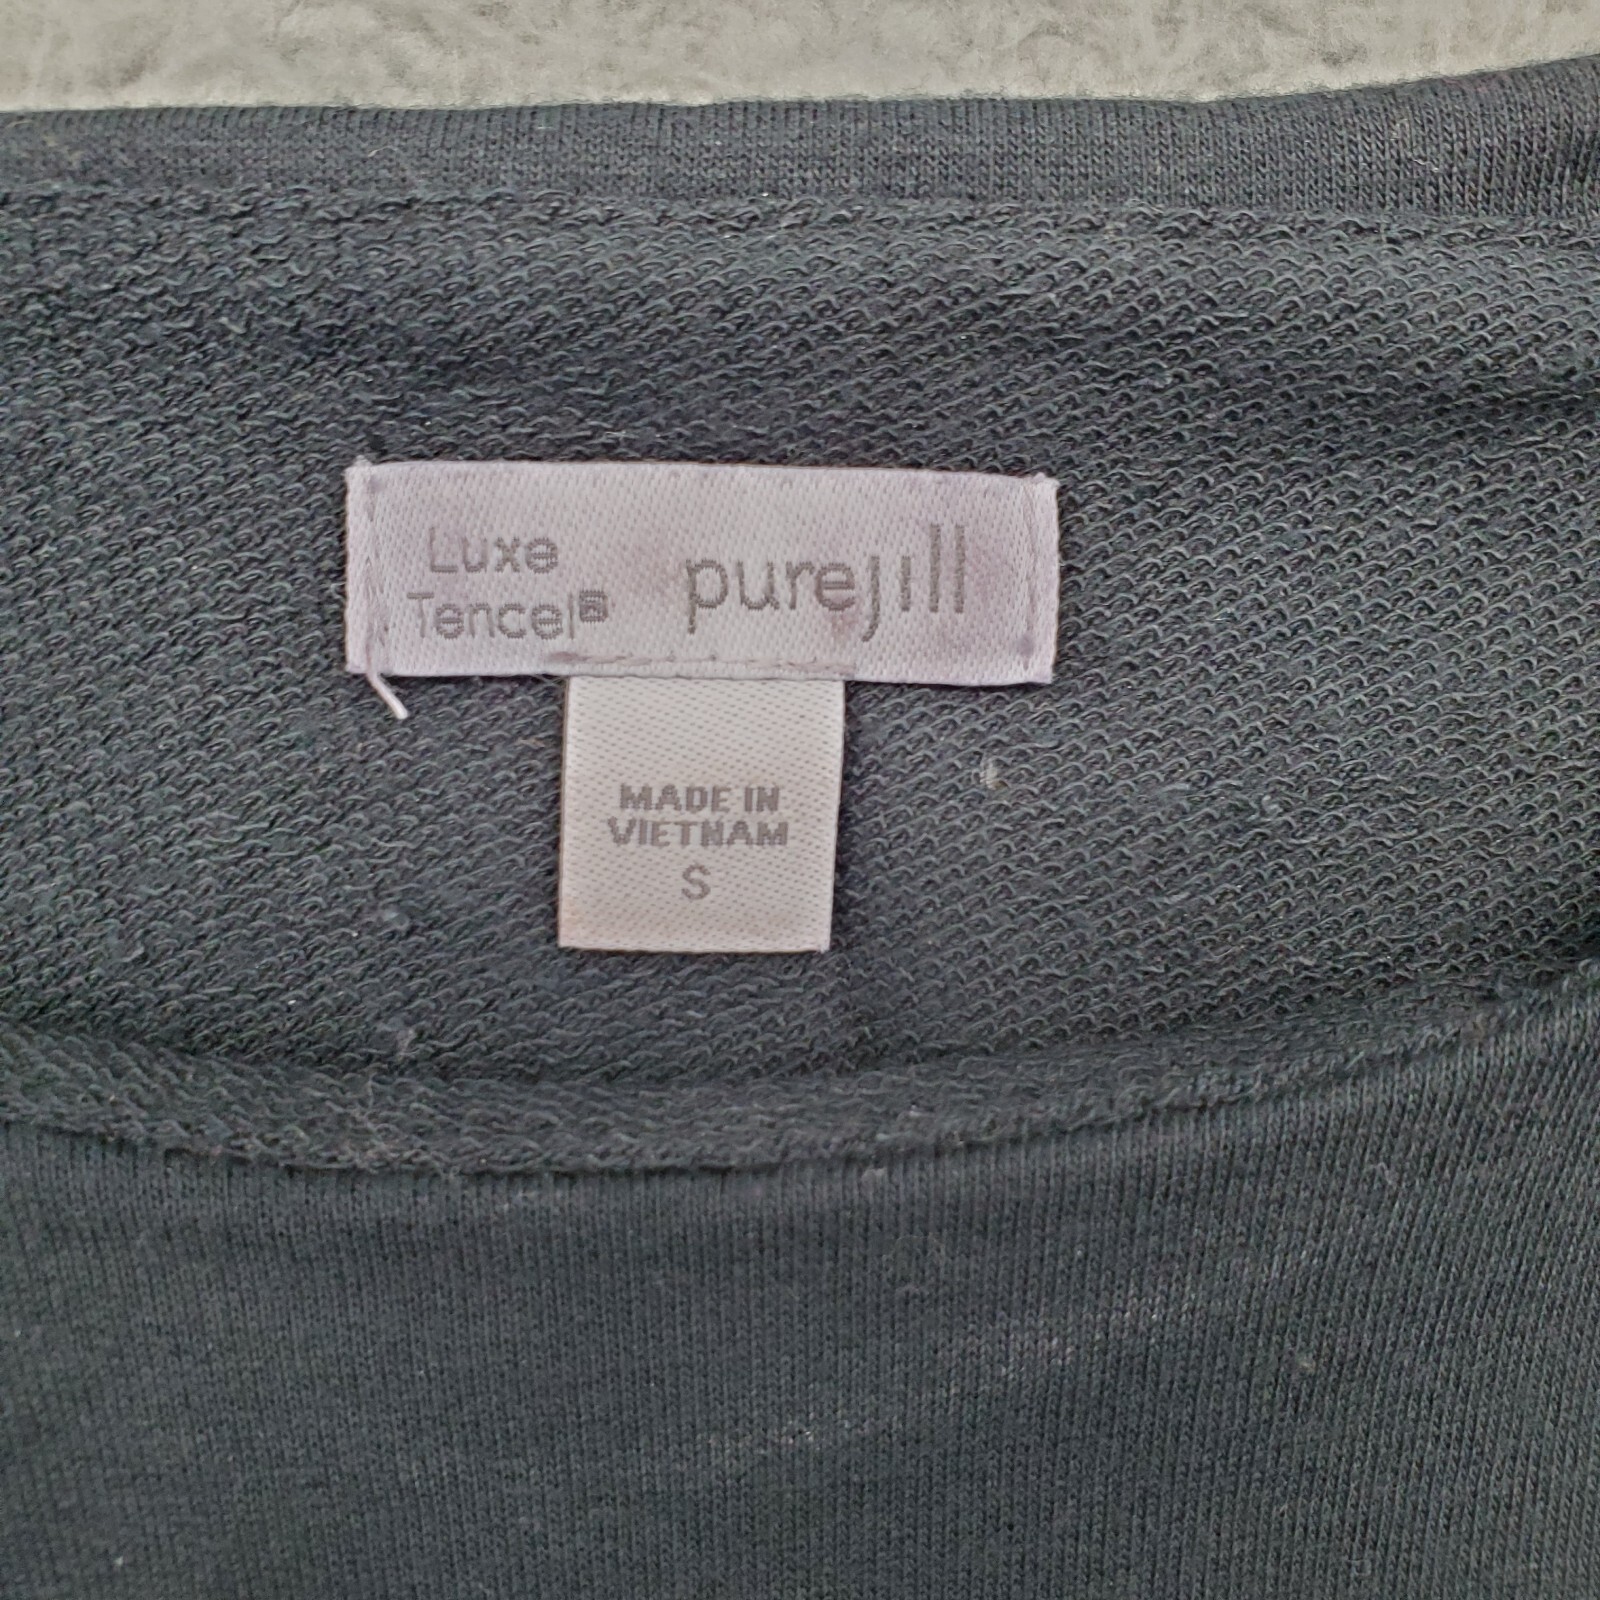 Luxe
Tencel®
purejill
MADE IN
VIETNAM
S